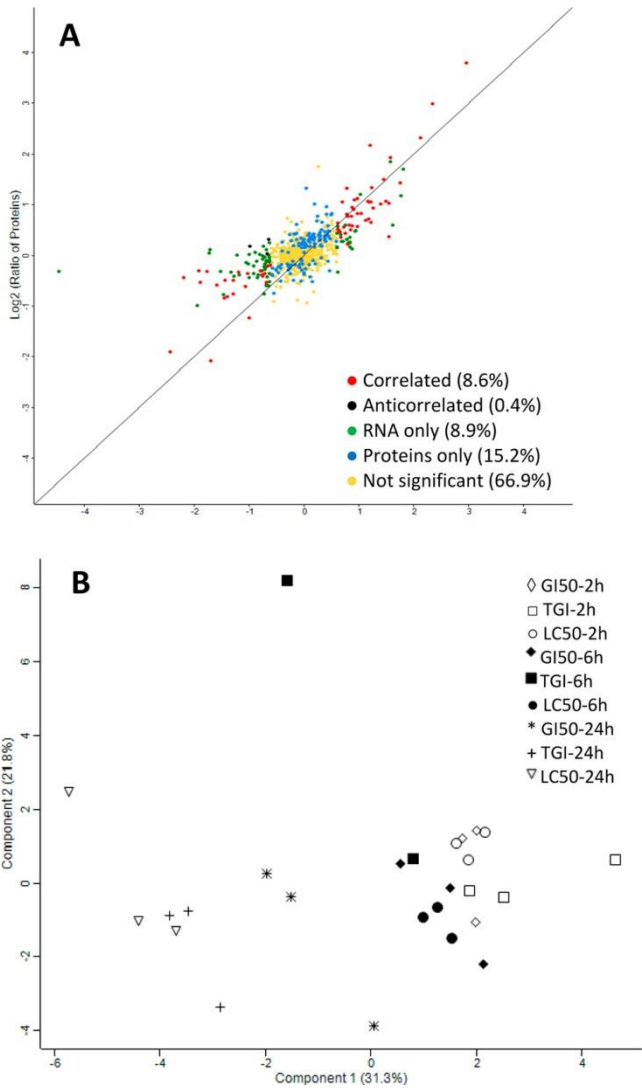 A
Log2 (Ratio of Proteins)
4
3
2
1
0
-1
-2
-3
-4
Correlated (8.6%)
Anticorrelated (0.4%)
RNA only (8.9%)
Proteins only (15.2%)
Not significant (66.9%)
-4 -3 -2 -1 0 1 2 3 4
B
Component 2 (21.8%)
8
6
4
2
0
-2
-4
GI50-2h
TGI-2h
LC50-2h
GI50-6h
TGI-6h
LC50-6h
GI50-24h
TGI-24h
LC50-24h
-6 -4 -2 0 2 4
Component 1 (31.3%)